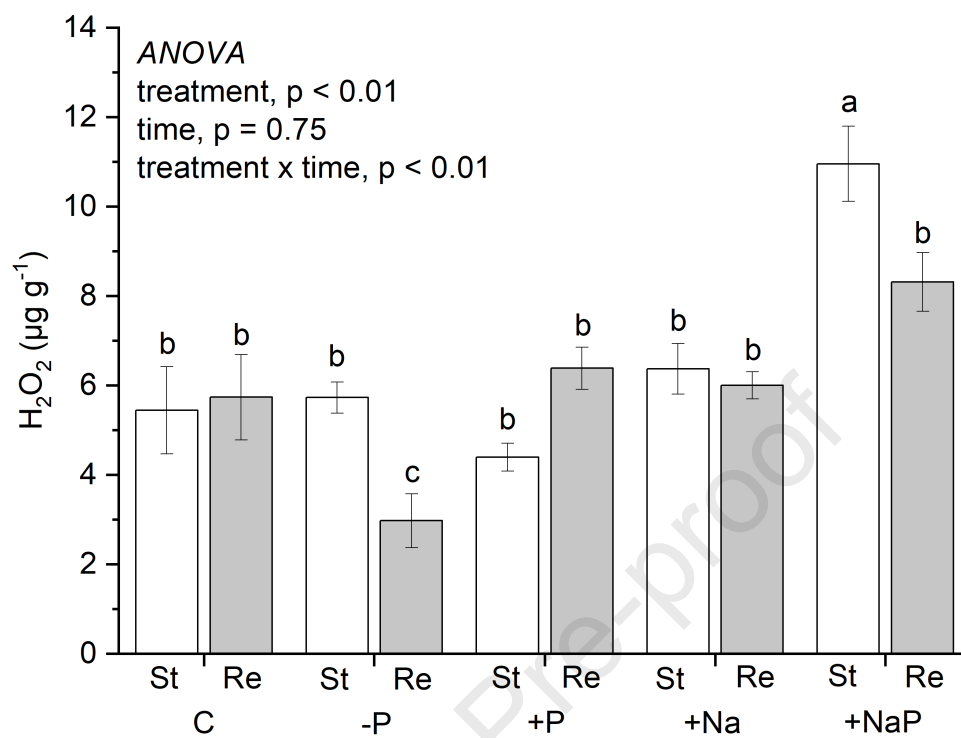 14
12
10
8
6
4
2
0
H₂O₂ (µg g⁻¹)
ANOVA
treatment, p < 0.01
time, p = 0.75
treatment x time, p < 0.01
b b b c b b b b a b
St Re St Re St Re St Re St Re
C -P +P +Na +NaP
Pre-proof